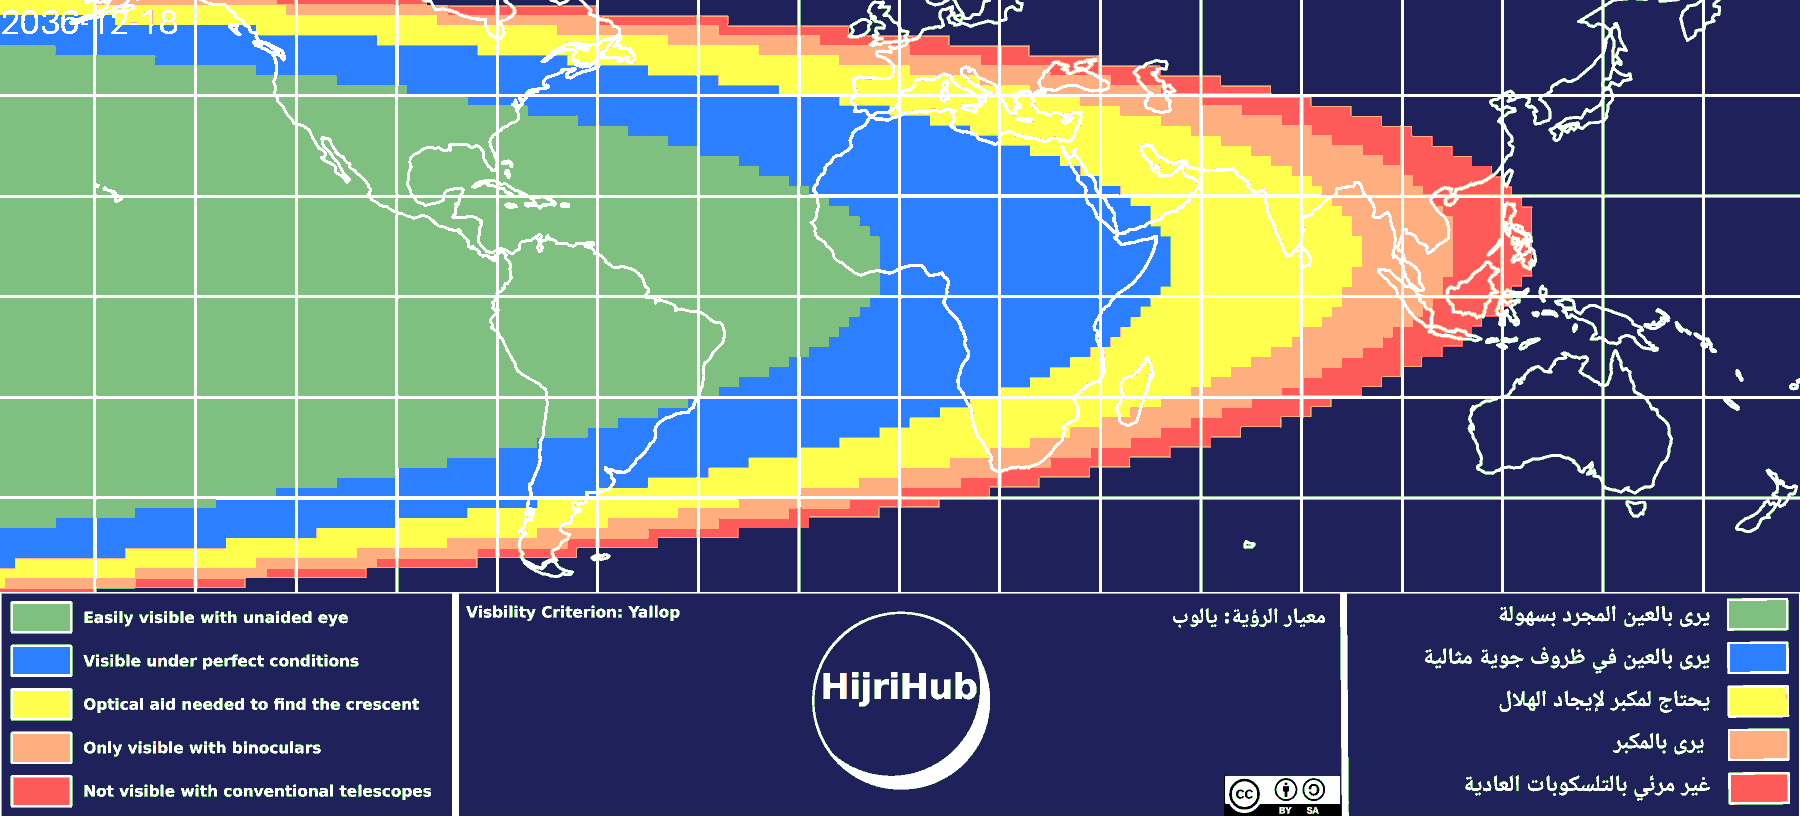 2036-12-18
Easily visible with unaided eye
Visible under perfect conditions
Optical aid needed to find the crescent
Only visible with binoculars
Not visible with conventional telescopes
Visbility Criterion: Yallop
معيار الرؤية: يالوب
HijriHub
cc
BY SA
يرى بالعين المجرد بسهولة
يرى بالعين في ظروف جوية مثالية
يحتاج لمكبر لإيجاد الهلال
يرى بالمكبر
غير مرئي بالتلسكوبات العادية